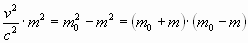 v²/c² · m² = m₀² − m² = (m₀ + m) · (m₀ − m)